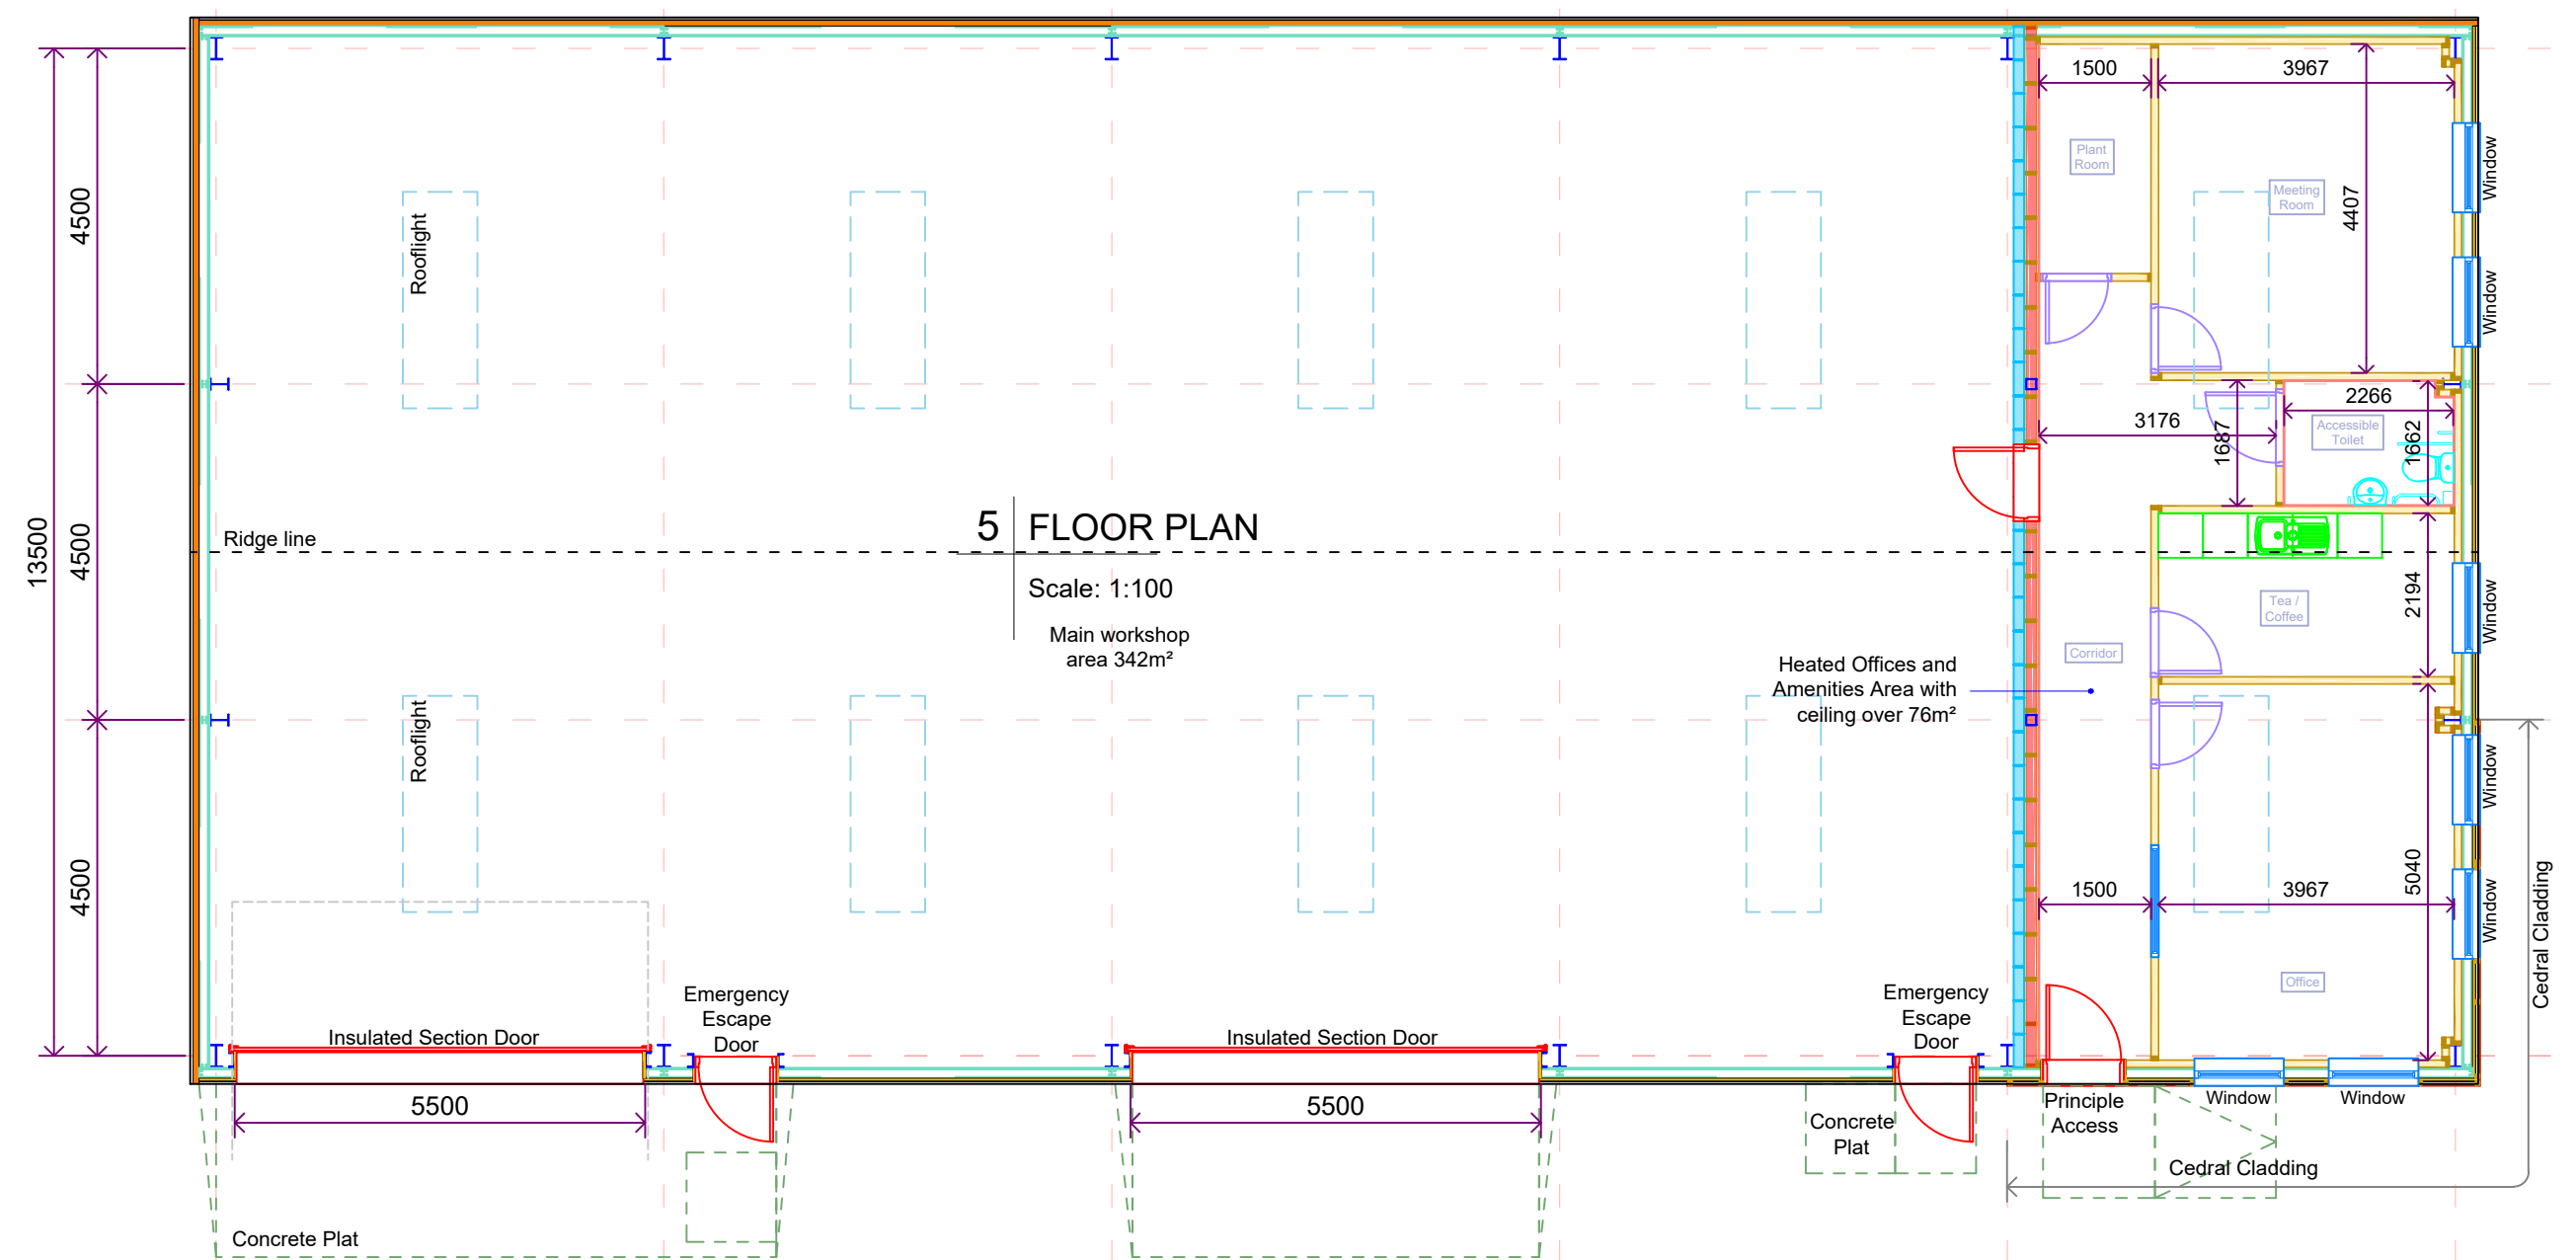 1500
3967
Plant
Room
Meeting
Room
4407
Window
Window
4500
Rooflight
13500
4500
4500
Ridge line
5 FLOOR PLAN
Scale: 1:100
Main workshop
area 342m²
3176
1687
2266
Accessible
Toilet
1662
Tea /
Coffee
2194
Window
Corridor
Heated Offices and
Amenities Area with
ceiling over 76m²
Rooflight
Window
1500
3967
5040
Window
Office
Cedral Cladding
Insulated Section Door
Emergency
Escape
Door
Insulated Section Door
Emergency
Escape
Door
5500
5500
Concrete
Plat
Principle
Access
Window
Window
Cedral Cladding
Concrete Plat